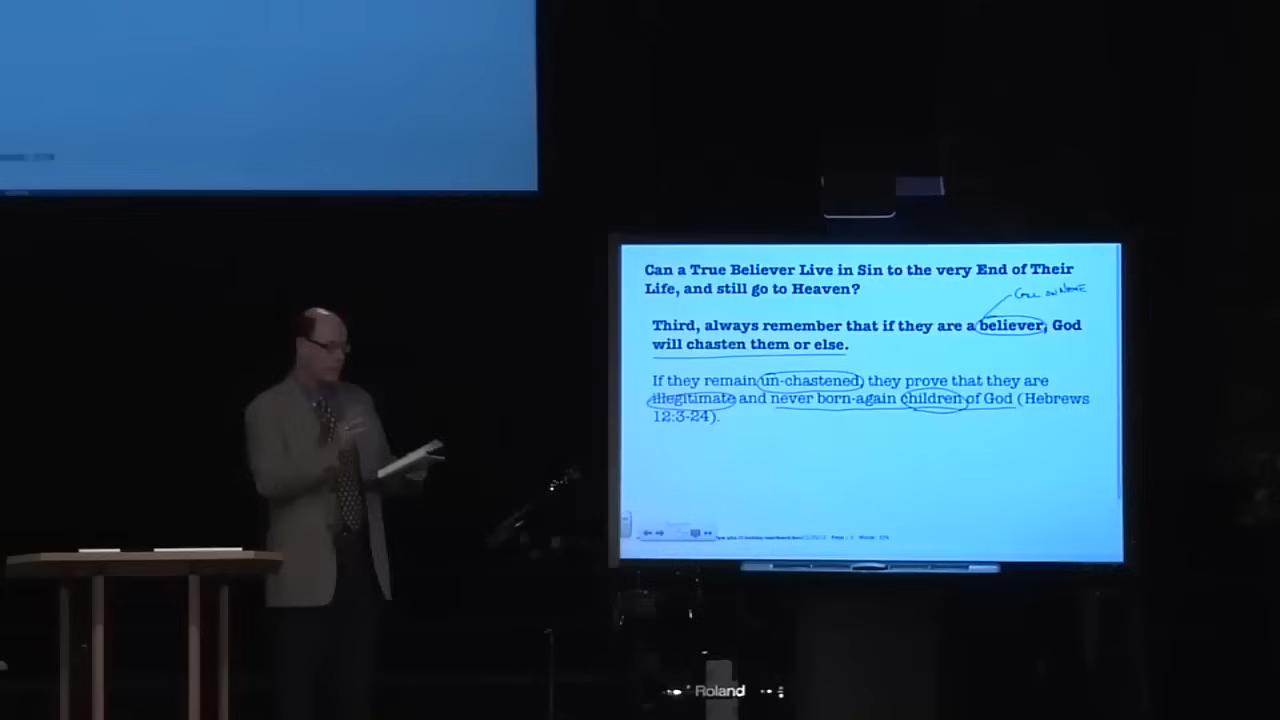 Can a True Believer Live in Sin to the very End of Their
Life, and still go to Heaven?
Third, always remember that if they are a believer, God
will chasten them or else.
If they remain un-chastened, they prove that they are
illegitimate and never born-again children of God (Hebrews
12:3-24).
Roland